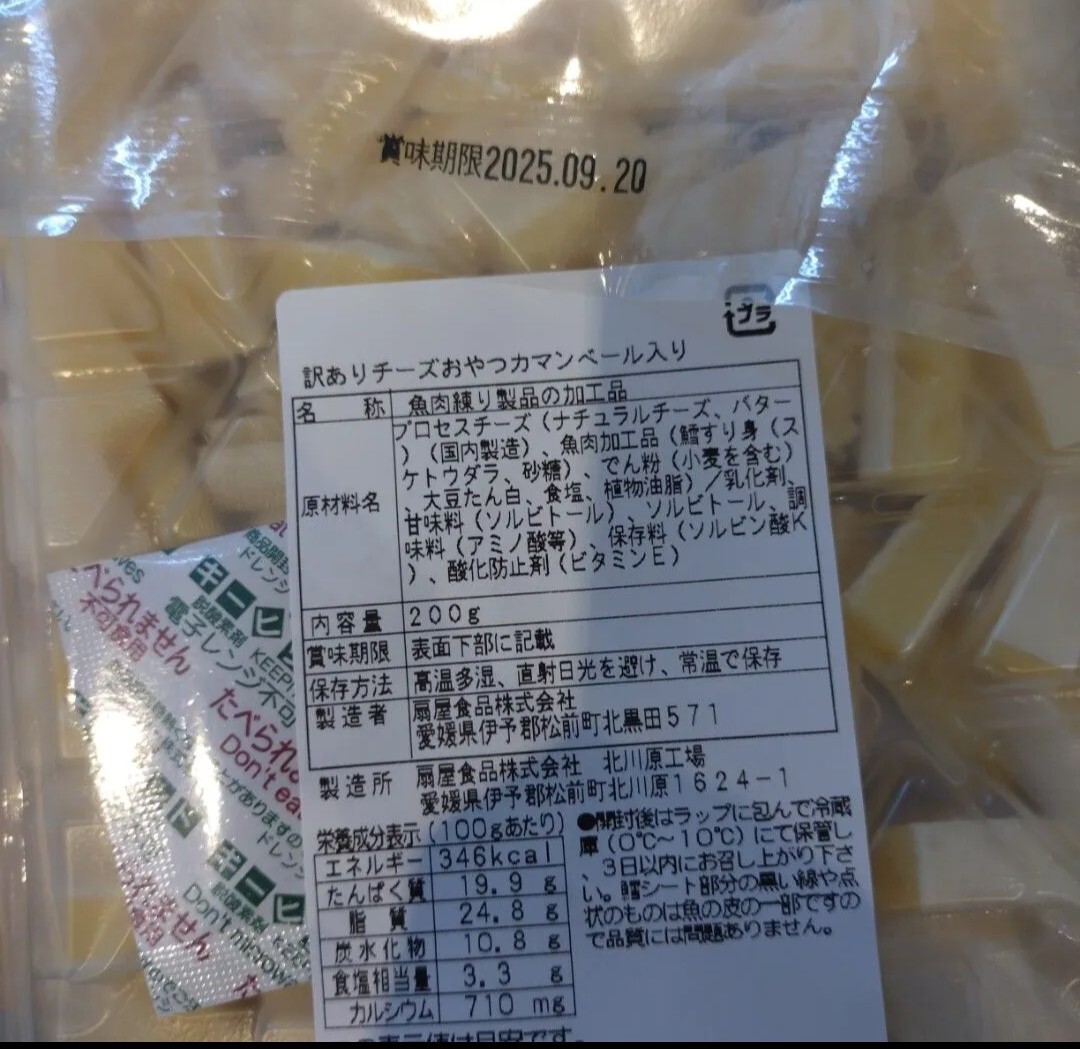 賞味期限2025.09.20
プラ
訳ありチーズおやつカマンベール入り
名　称 魚肉練り製品の加工品
原材料名
プロセスチーズ（ナチュラルチーズ、バター
）（国内製造）、魚肉加工品（鱈すり身（ス
ケトウダラ、砂糖）、でん粉（小麦を含む）
、大豆たん白、食塩、植物油脂）／乳化剤、
甘味料（ソルビトール）、ソルビトール、調
味料（アミノ酸等）、保存料（ソルビン酸K
）、酸化防止剤（ビタミンE）
内容量 200g
賞味期限 表面下部に記載
保存方法 高温多湿、直射日光を避け、常温で保存
製造者 扇屋食品株式会社
愛媛県伊予郡松前町北黒田571
製造所 扇屋食品株式会社　北川原工場
愛媛県伊予郡松前町北川原1624-1
栄養成分表示(100gあたり)
エネルギー 346kcal
たんぱく質 19.9 g
脂質 24.8 g
炭水化物 10.8 g
食塩相当量 3.3 g
カルシウム 710 mg
●開封後はラップに包んで冷蔵
庫（0℃～10℃）にて保管し
、3日以内にお召し上がり下さ
い。鱈シート部分の黒い線や点
状のものは魚の皮の一部ですの
で品質には問題ありません。
べられません
不可食用
脱酸素剤
電子レンジ不可
KEEP
たべられ
Don't ea
ドレン
脱酸素剤
Don't microw